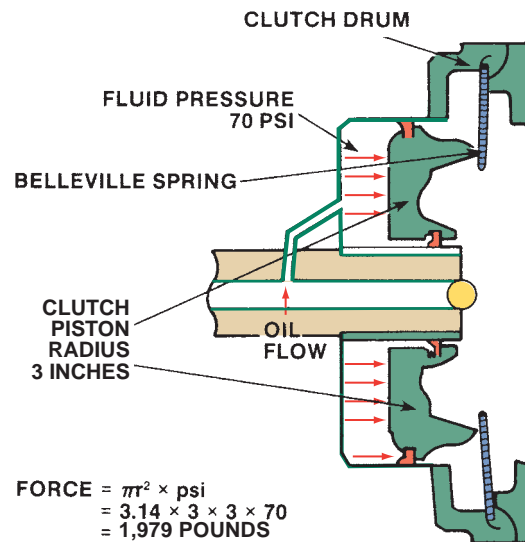 CLUTCH DRUM
FLUID PRESSURE
70 PSI
BELLEVILLE SPRING
CLUTCH
PISTON
RADIUS
3 INCHES
OIL
FLOW
FORCE = πr² × psi
= 3.14 × 3 × 3 × 70
= 1,979 POUNDS